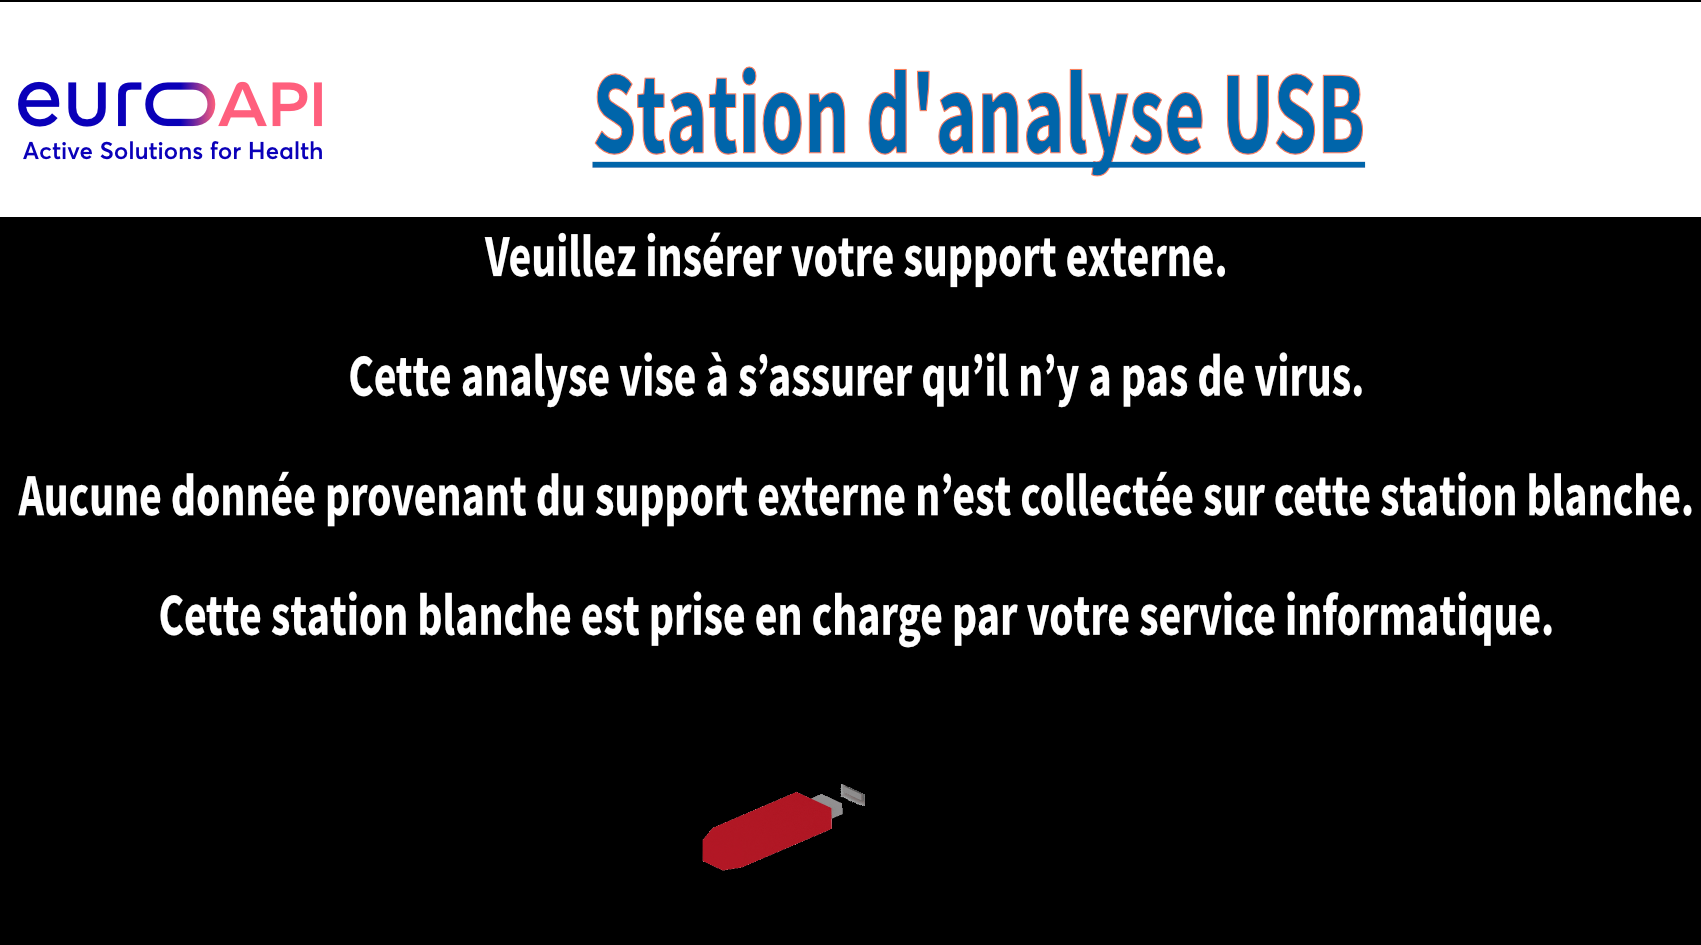 euroAPI
Active Solutions for Health
Station d'analyse USB
Veuillez insérer votre support externe.
Cette analyse vise à s’assurer qu’il n’y a pas de virus.
Aucune donnée provenant du support externe n’est collectée sur cette station blanche.
Cette station blanche est prise en charge par votre service informatique.